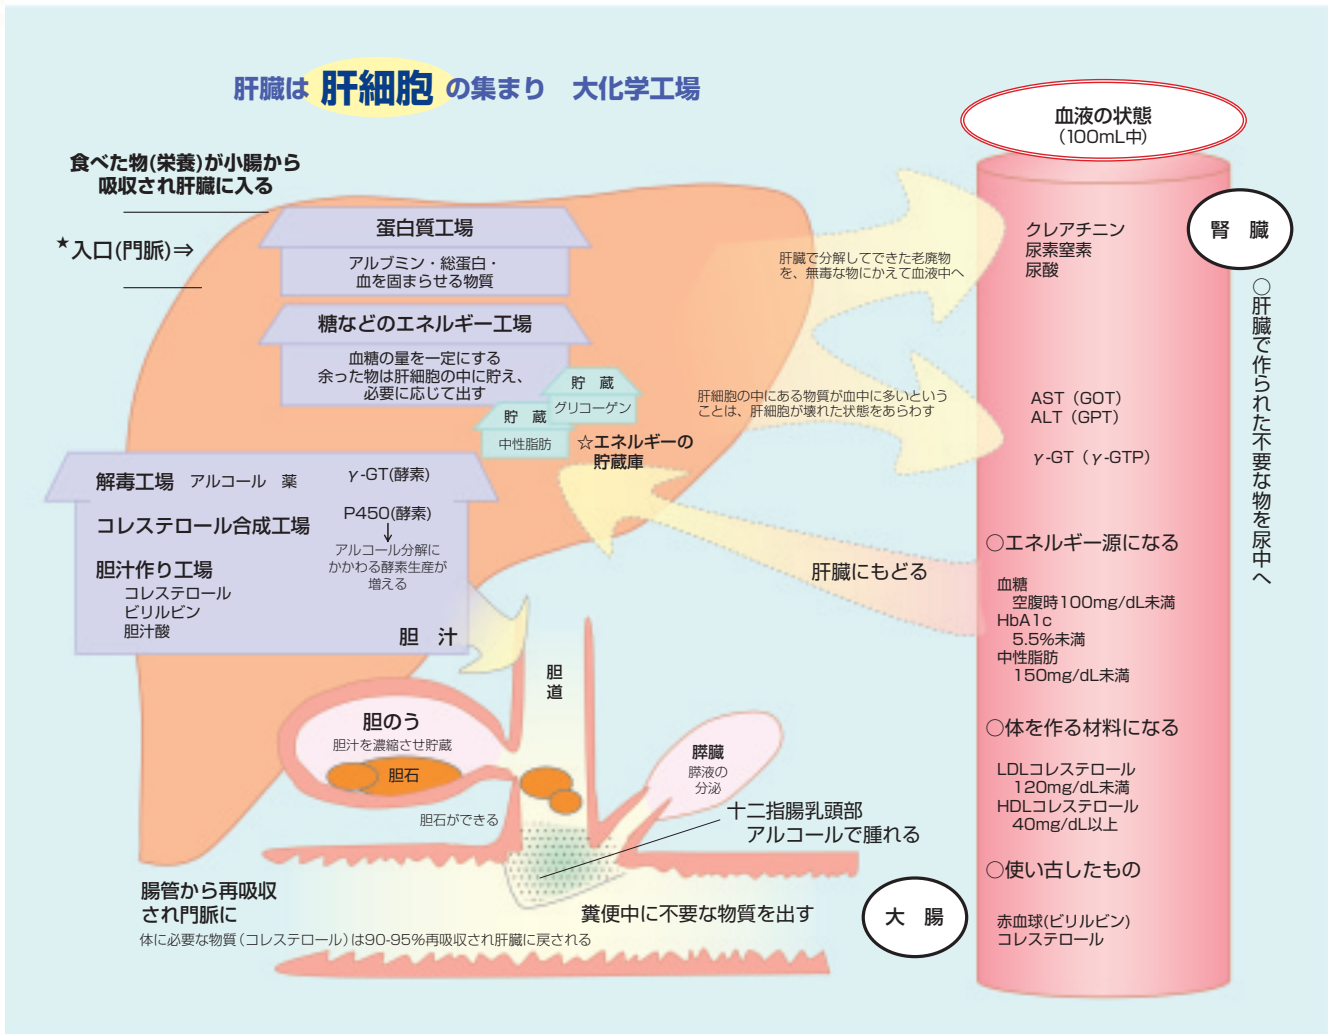 肝臓は 肝細胞 の集まり　大化学工場
食べた物(栄養)が小腸から
吸収され肝臓に入る
★入口(門脈)⇒
蛋白質工場
アルブミン・総蛋白・
血を固まらせる物質
糖などのエネルギー工場
血糖の量を一定にする
余った物は肝細胞の中に貯え、
必要に応じて出す
貯　蔵
グリコーゲン
貯　蔵
中性脂肪
☆エネルギーの
貯蔵庫
解毒工場　アルコール　薬
γ-GT(酵素)
コレステロール合成工場
P450(酵素)
↓
アルコール分解に
かかわる酵素生産が
増える
胆汁作り工場
コレステロール
ビリルビン
胆汁酸
胆　汁
肝臓で分解してできた老廃物
を、無毒な物にかえて血液中へ
肝細胞の中にある物質が血中に多いという
ことは、肝細胞が壊れた状態をあらわす
肝臓にもどる
胆道
胆のう
胆汁を濃縮させ貯蔵
胆石
胆石ができる
膵臓
膵液の
分泌
十二指腸乳頭部
アルコールで腫れる
腸管から再吸収
され門脈に
糞便中に不要な物質を出す
体に必要な物質（コレステロール）は90-95%再吸収され肝臓に戻される
大　腸
血液の状態
（100mL中）
クレアチニン
尿素窒素
尿酸
AST（GOT）
ALT（GPT）
γ-GT（γ-GTP）
○エネルギー源になる
血糖
空腹時100mg/dL未満
HbA1c
5.5%未満
中性脂肪
150mg/dL未満
○体を作る材料になる
LDLコレステロール
120mg/dL未満
HDLコレステロール
40mg/dL以上
○使い古したもの
赤血球(ビリルビン)
コレステロール
腎　臓
○肝臓で作られた不要な物を尿中へ